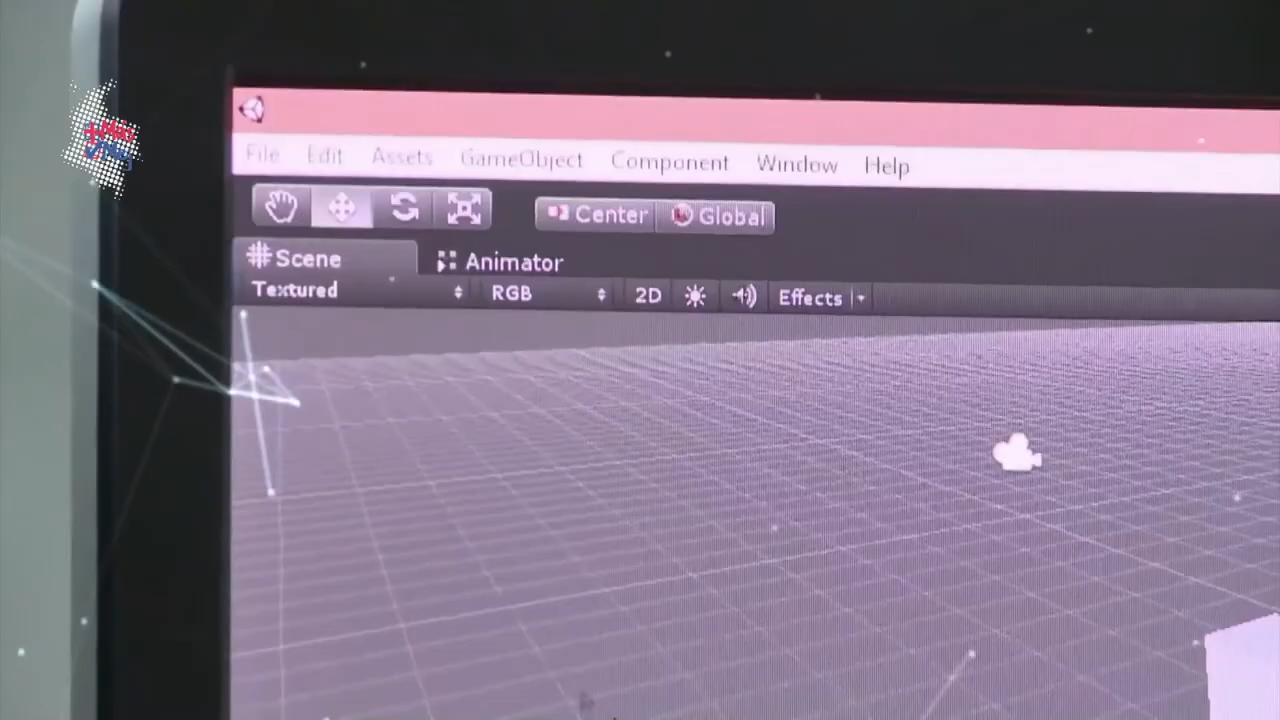 File Edit Assets GameObject Component Window Help
Center Global
Scene Animator
Textured RGB 2D Effects